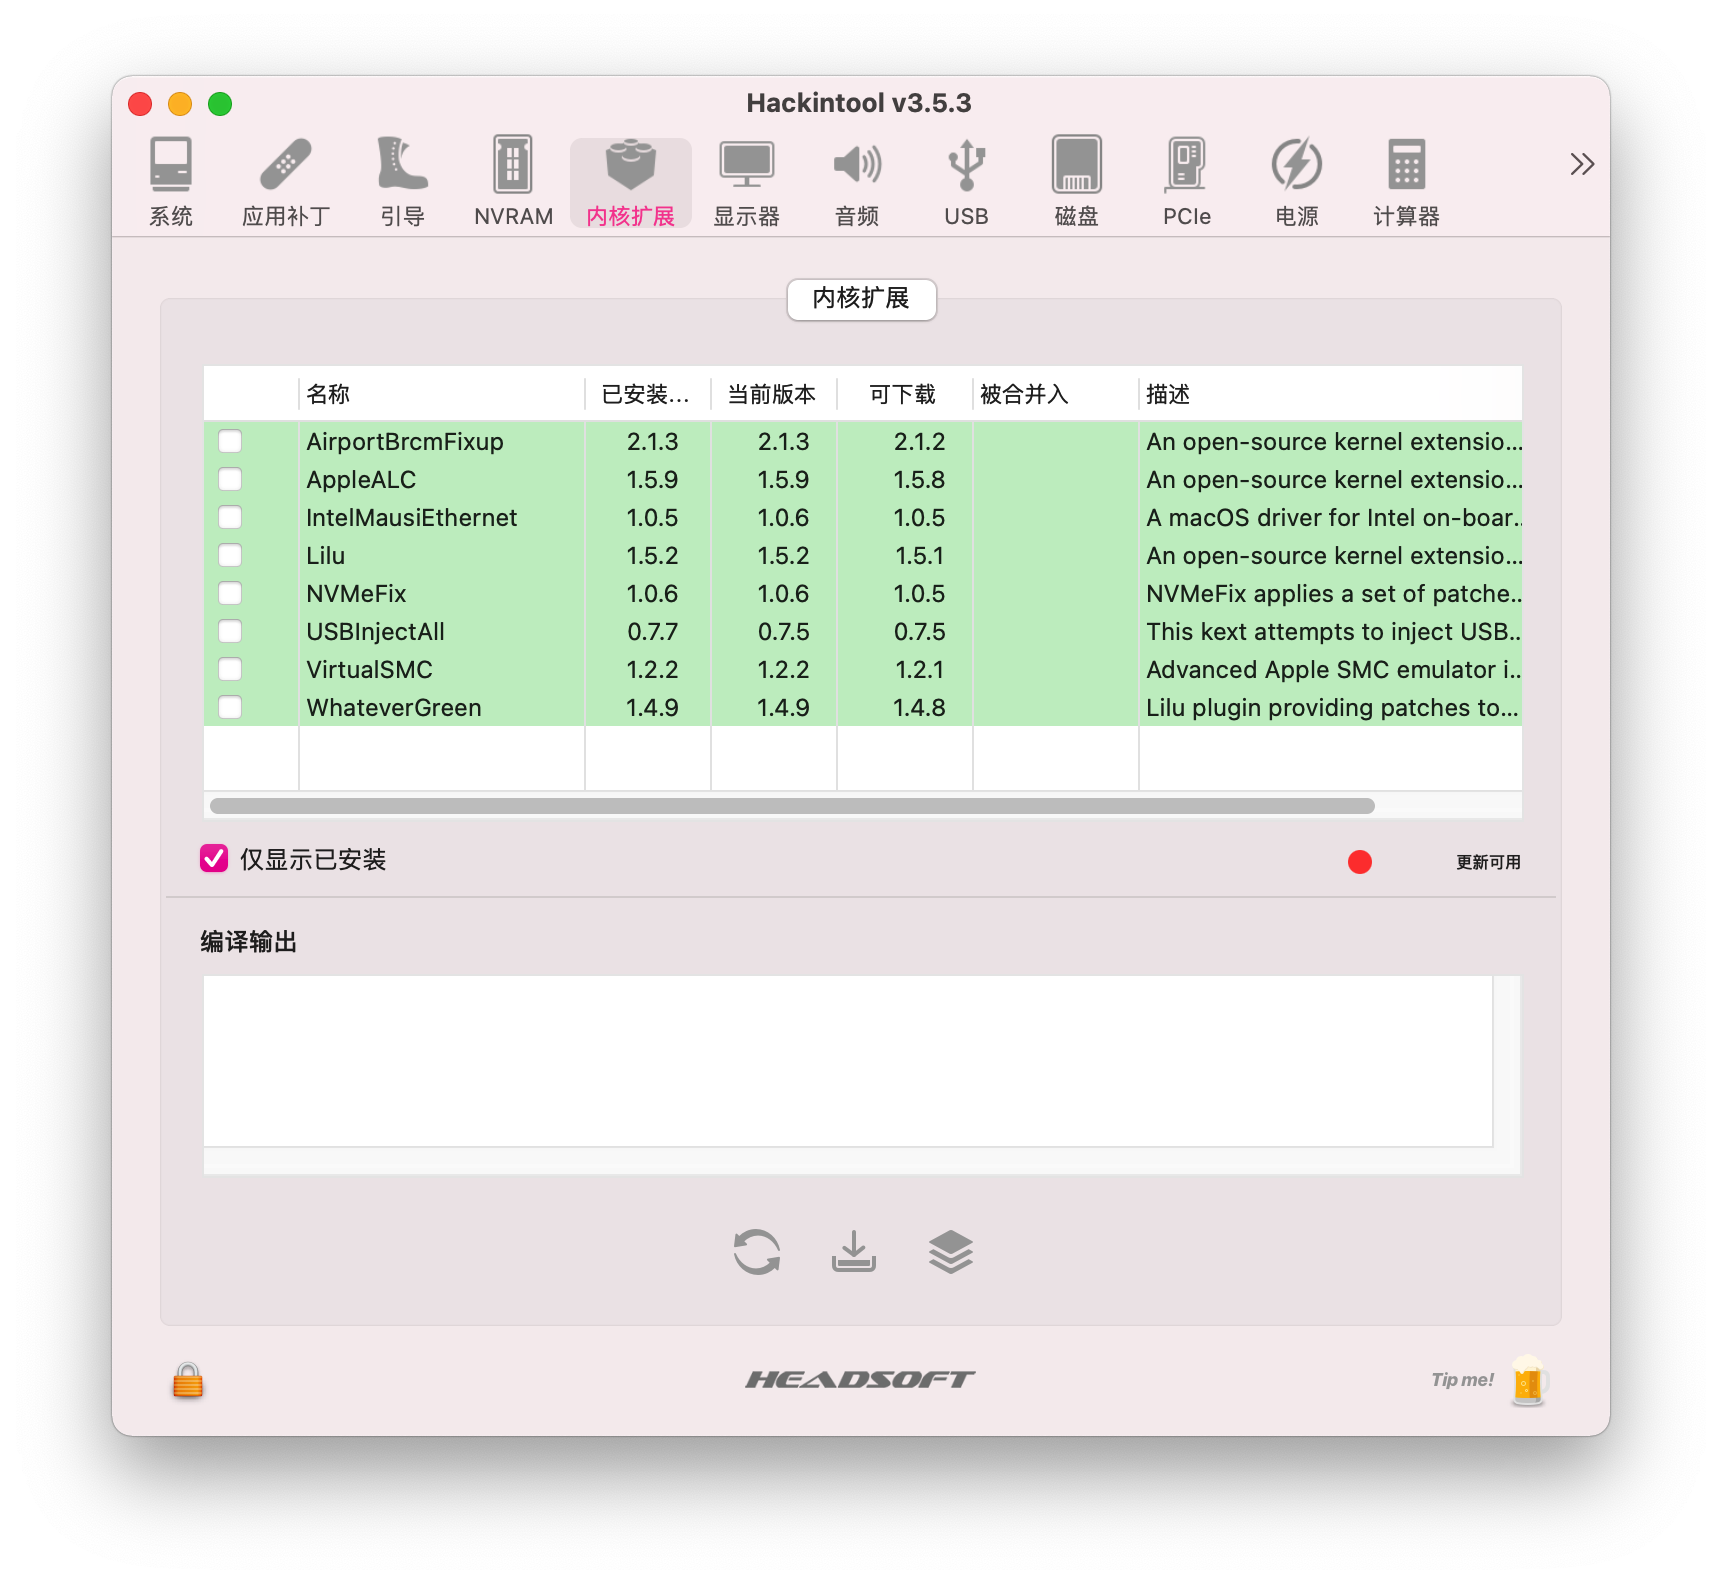 Hackintool v3.5.3
系统 应用补丁 引导 NVRAM 内核扩展 显示器 音频 USB 磁盘 PCIe 电源 计算器
内核扩展
名称 已安装... 当前版本 可下载 被合并入 描述
AirportBrcmFixup 2.1.3 2.1.3 2.1.2 An open-source kernel extensio...
AppleALC 1.5.9 1.5.9 1.5.8 An open-source kernel extensio...
IntelMausiEthernet 1.0.5 1.0.6 1.0.5 A macOS driver for Intel on-boar...
Lilu 1.5.2 1.5.2 1.5.1 An open-source kernel extensio...
NVMeFix 1.0.6 1.0.6 1.0.5 NVMeFix applies a set of patche...
USBInjectAll 0.7.7 0.7.5 0.7.5 This kext attempts to inject USB...
VirtualSMC 1.2.2 1.2.2 1.2.1 Advanced Apple SMC emulator i...
WhateverGreen 1.4.9 1.4.9 1.4.8 Lilu plugin providing patches to...
仅显示已安装 更新可用
编译输出
HEADSOFT Tip me!